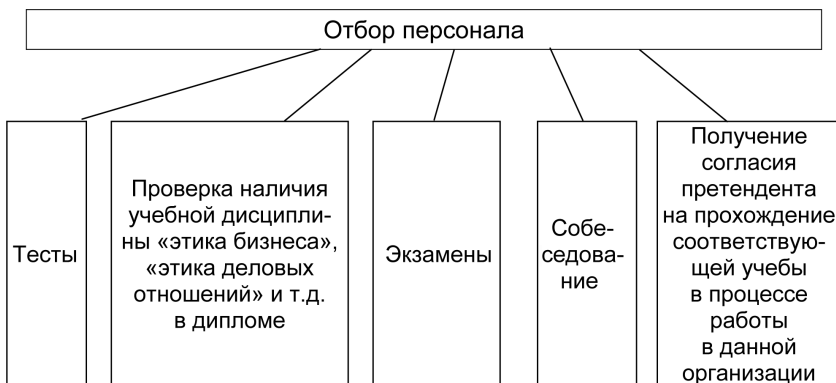 Отбор персонала
Тесты
Проверка наличия
учебной дисципли-
ны «этика бизнеса»,
«этика деловых
отношений» и т.д.
в дипломе
Экзамены
Собе-
седова-
ние
Получение
согласия
претендента
на прохождение
соответствую-
щей учебы
в процессе
работы
в данной
организации